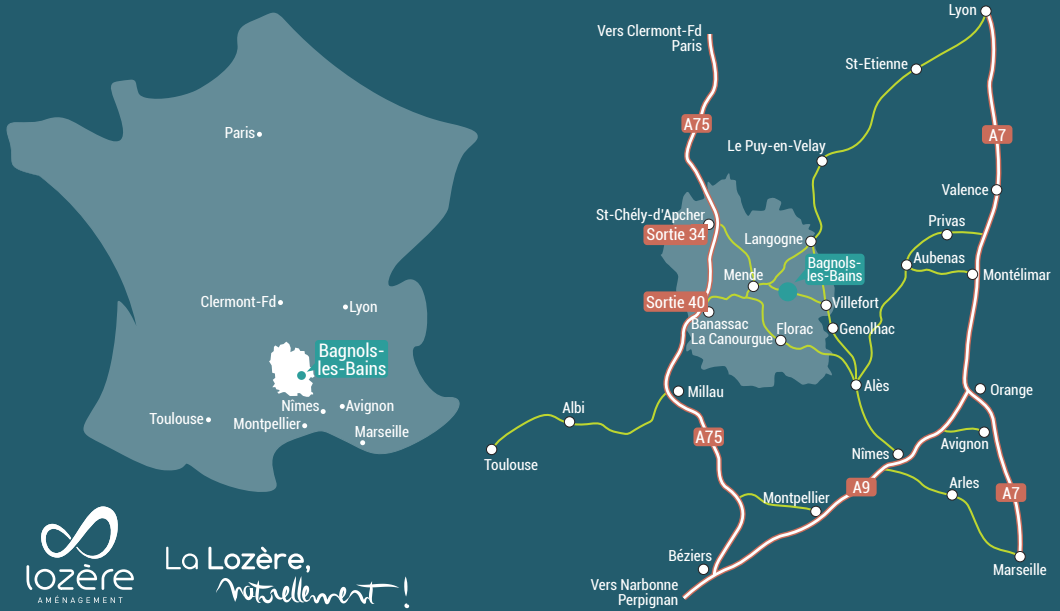 Paris
Clermont-Fd
Lyon
Bagnols-
les-Bains
Nîmes
Avignon
Toulouse
Montpellier
Marseille
lozère
AMÉNAGEMENT
La Lozère,
naturellement !
Lyon
Vers Clermont-Fd
Paris
St-Etienne
A75
A7
Le Puy-en-Velay
Valence
St-Chély-d'Apcher
Sortie 34
Privas
Langogne
Aubenas
Bagnols-
les-Bains
Mende
Montélimar
Sortie 40
Villefort
Banassac
La Canourgue
Florac
Genolhac
Alès
Millau
Orange
Albi
A75
Avignon
Toulouse
Nîmes
A9
Arles
A7
Montpellier
Béziers
Marseille
Vers Narbonne
Perpignan